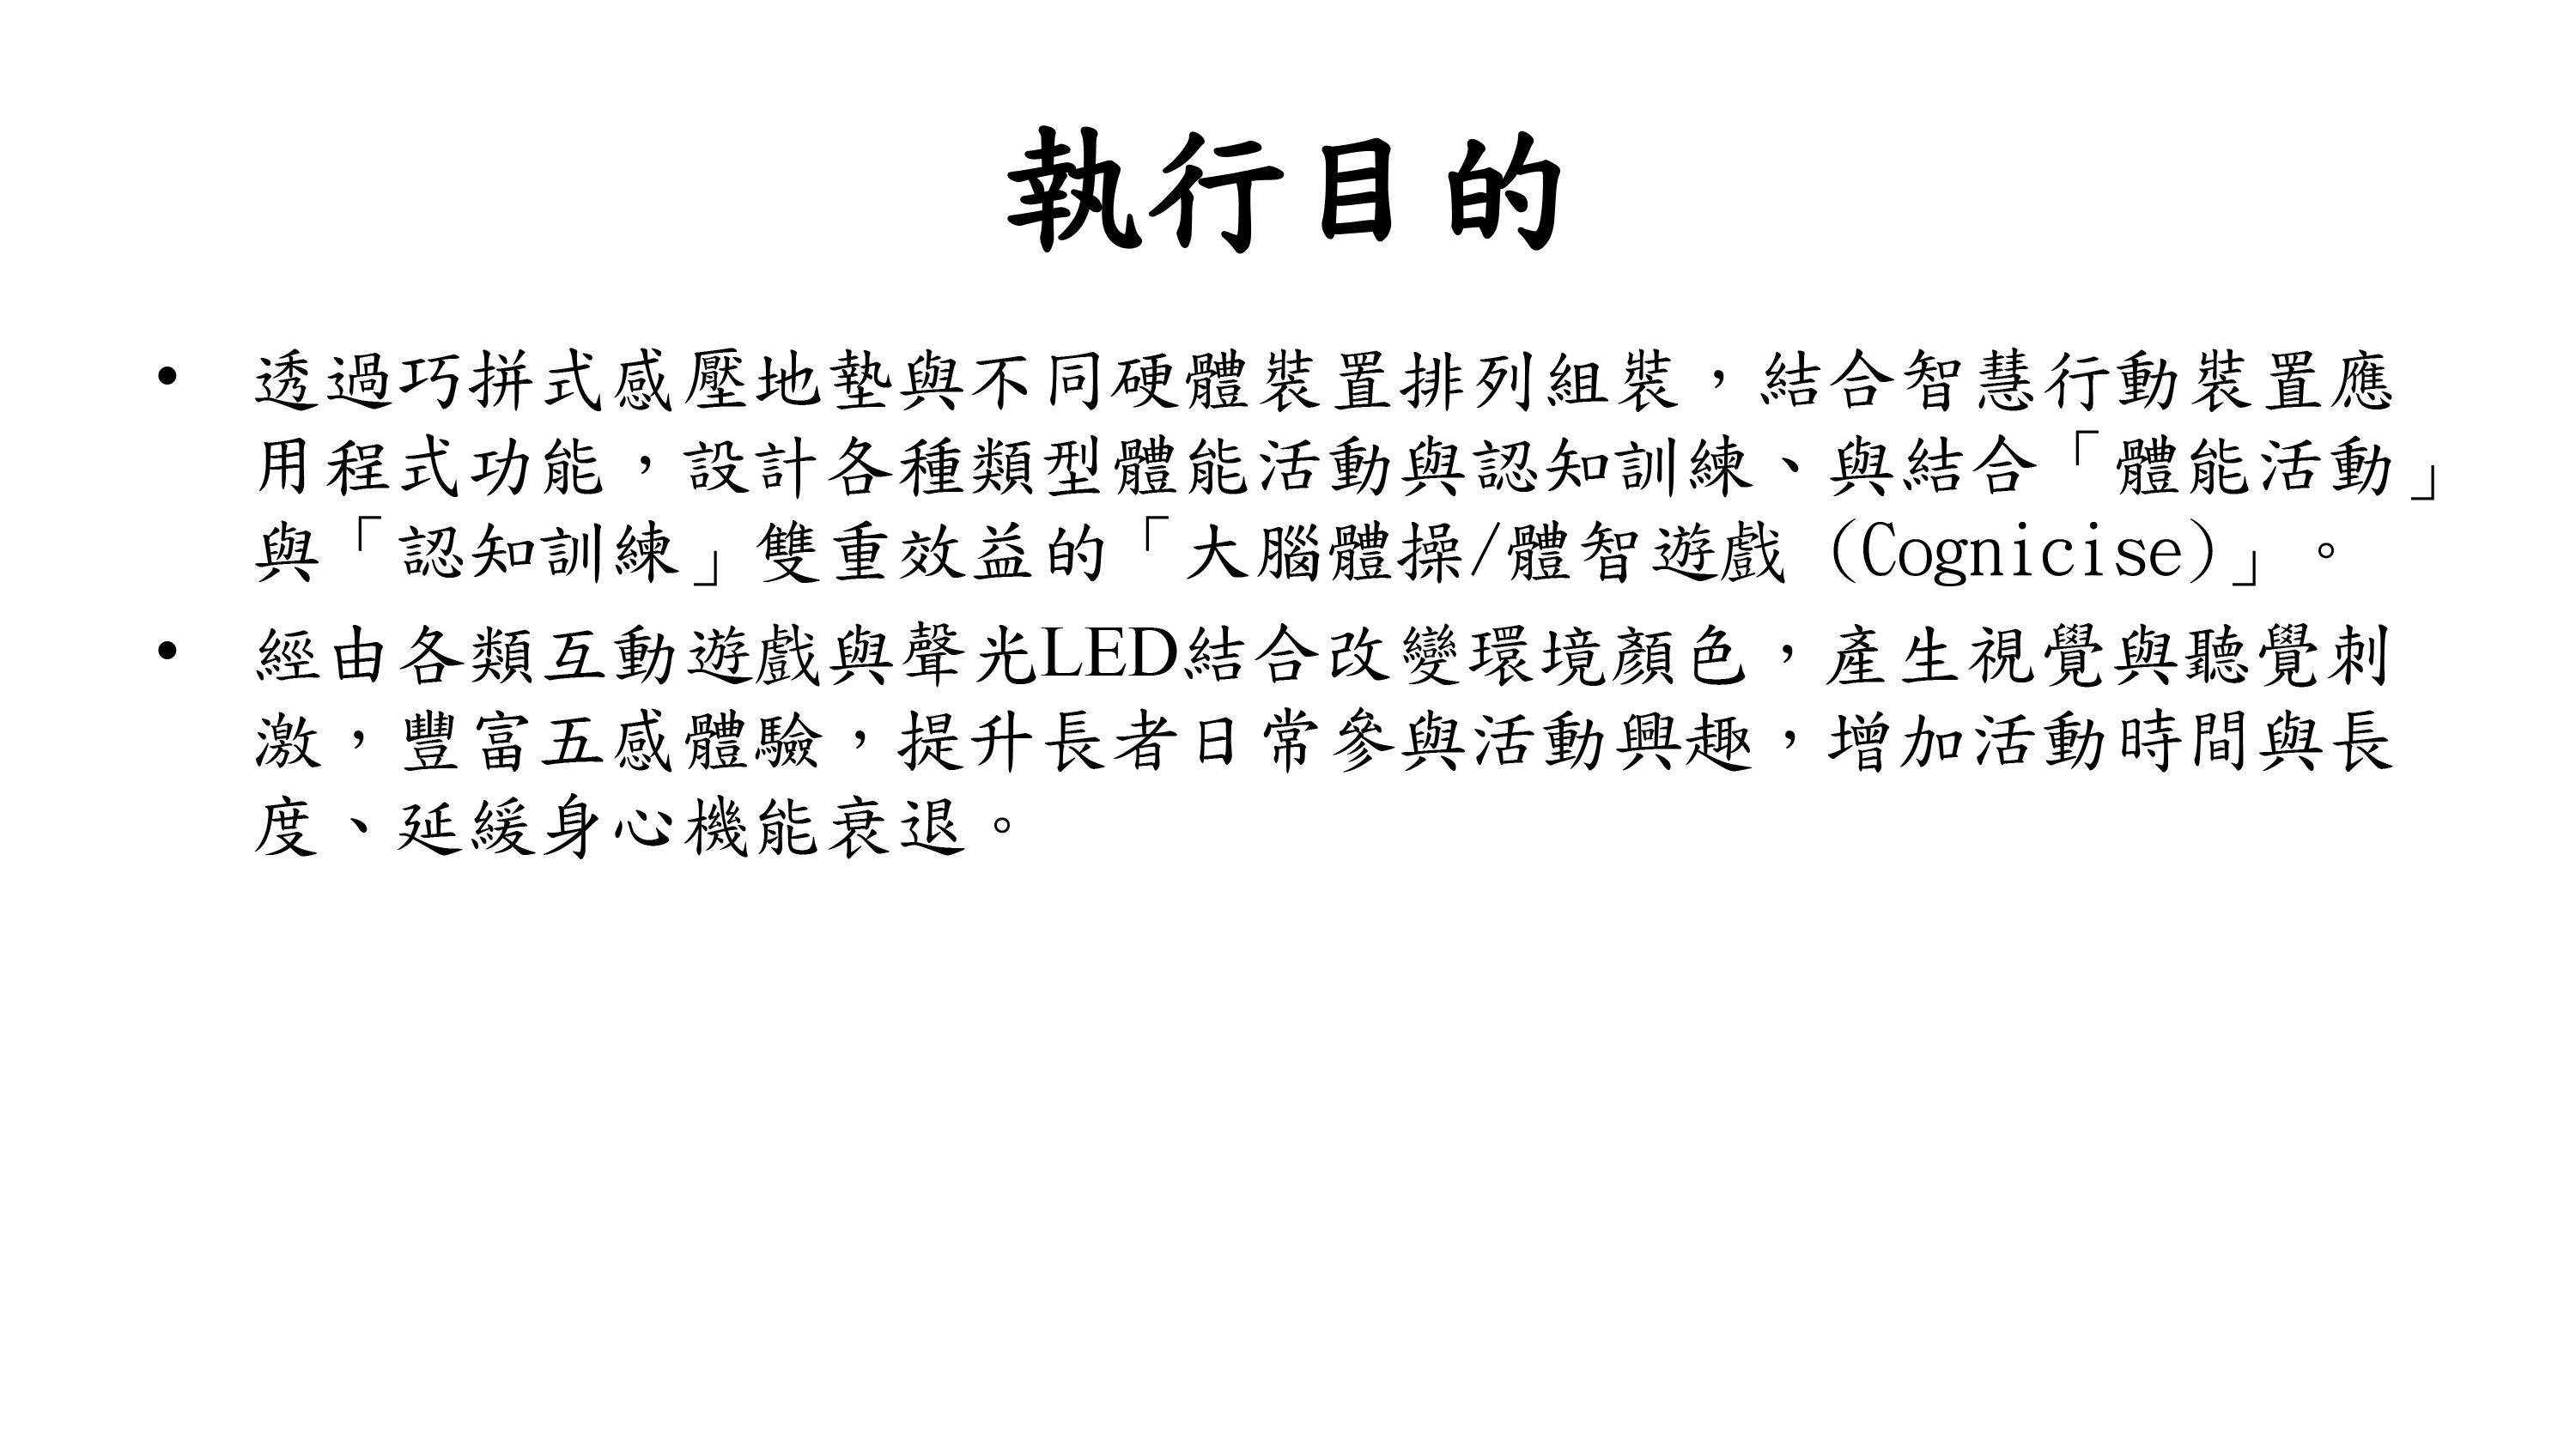 執行目的
• 透過巧拼式感壓地墊與不同硬體裝置排列組裝，結合智慧行動裝置應
用程式功能，設計各種類型體能活動與認知訓練、與結合「體能活動」
與「認知訓練」雙重效益的「大腦體操/體智遊戲 (Cognicise)」。
• 經由各類互動遊戲與聲光LED結合改變環境顏色，產生視覺與聽覺刺
激，豐富五感體驗，提升長者日常參與活動興趣，增加活動時間與長
度、延緩身心機能衰退。